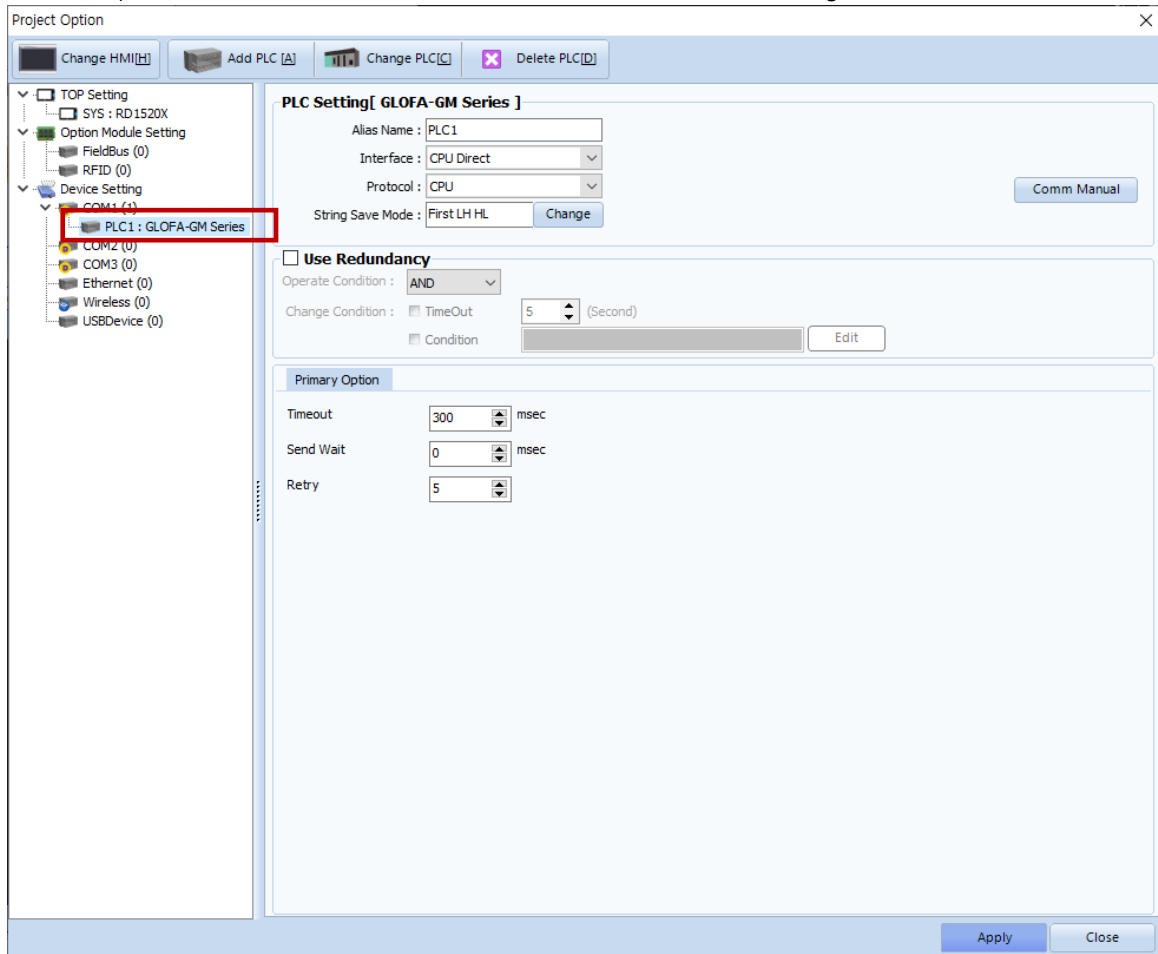 Project Option
Change HMI[H] Add PLC [A] Change PLC[C] Delete PLC[D]
TOP Setting
SYS : RD1520X
Option Module Setting
FieldBus (0)
RFID (0)
Device Setting
COM1 (1)
PLC1 : GLOFA-GM Series
COM2 (0)
COM3 (0)
Ethernet (0)
Wireless (0)
USBDevice (0)
PLC Setting[ GLOFA-GM Series ]
Alias Name : PLC1
Interface : CPU Direct
Protocol : CPU
Comm Manual
String Save Mode : First LH HL Change
Use Redundancy
Operate Condition : AND
Change Condition : TimeOut 5 (Second)
Condition Edit
Primary Option
Timeout 300 msec
Send Wait 0 msec
Retry 5
Apply Close